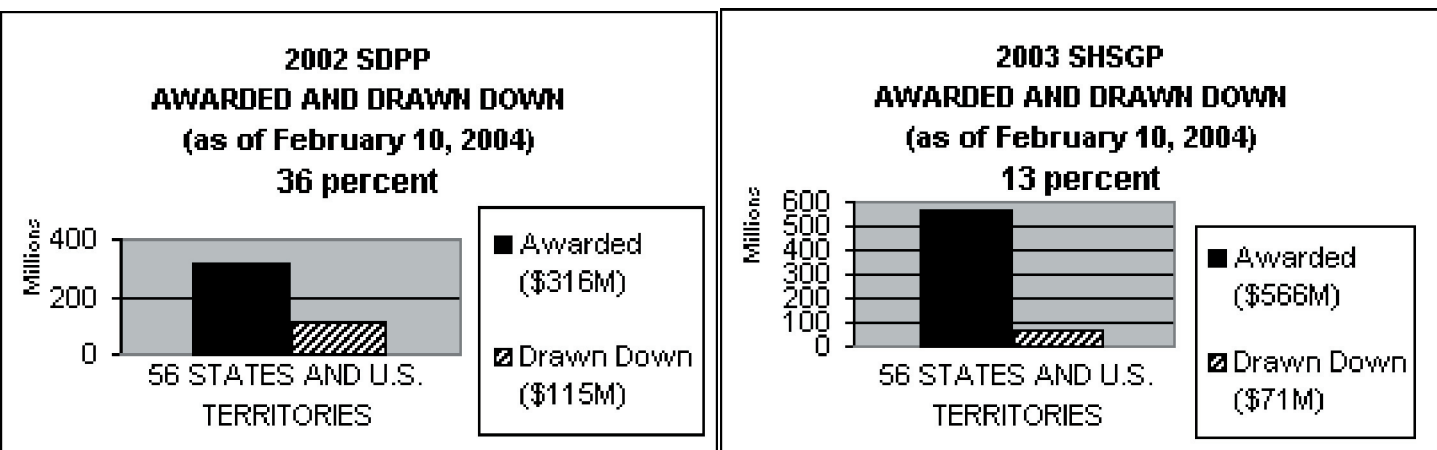 2002 SDPP
AWARDED AND DRAWN DOWN
(as of February 10, 2004)
36 percent
Millions
400
200
0
56 STATES AND U.S.
TERRITORIES
Awarded
($316M)
Drawn Down
($115M)
2003 SHSGP
AWARDED AND DRAWN DOWN
(as of February 10, 2004)
13 percent
Millions
600
500
400
300
200
100
0
56 STATES AND U.S.
TERRITORIES
Awarded
($566M)
Drawn Down
($71M)